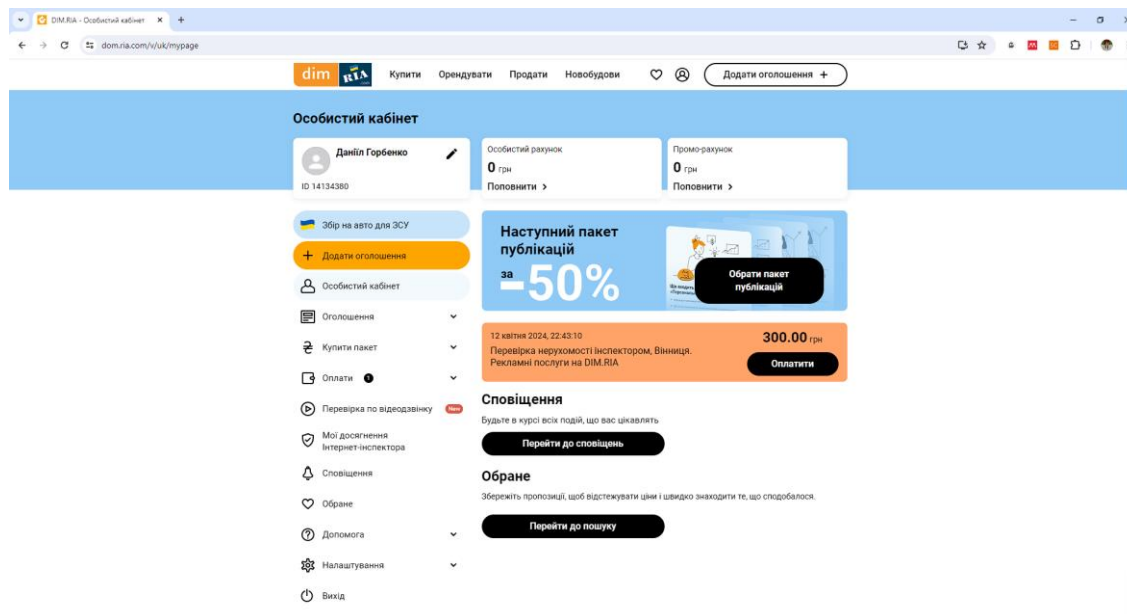 DIM.RIA - Особистий кабінет
dom.ria.com/v/uk/mypage
dim RIA Купити Орендувати Продати Новобудови Додати оголошення +
Особистий кабінет
Даніїл Горбенко
ID 14134380
Особистий рахунок
0 грн
Поповнити >
Промо-рахунок
0 грн
Поповнити >
Збір на авто для ЗСУ
+ Додати оголошення
Особистий кабінет
Оголошення
₴ Купити пакет
Оплати 1
Перевірка по відеодзвінку New
Мої досягнення
Інтернет-інспектора
Сповіщення
Обране
Допомога
Налаштування
Вихід
Наступний пакет
публікацій
за
-50%
Обрати пакет
публікацій
12 квітня 2024, 22:43:10
Перевірка нерухомості інспектором, Вінниця.
Рекламні послуги на DIM.RIA
300.00 грн
Оплатити
Сповіщення
Будьте в курсі всіх подій, що вас цікавлять
Перейти до сповіщень
Обране
Збережіть пропозиції, щоб відстежувати ціни і швидко знаходити те, що сподобалося.
Перейти до пошуку